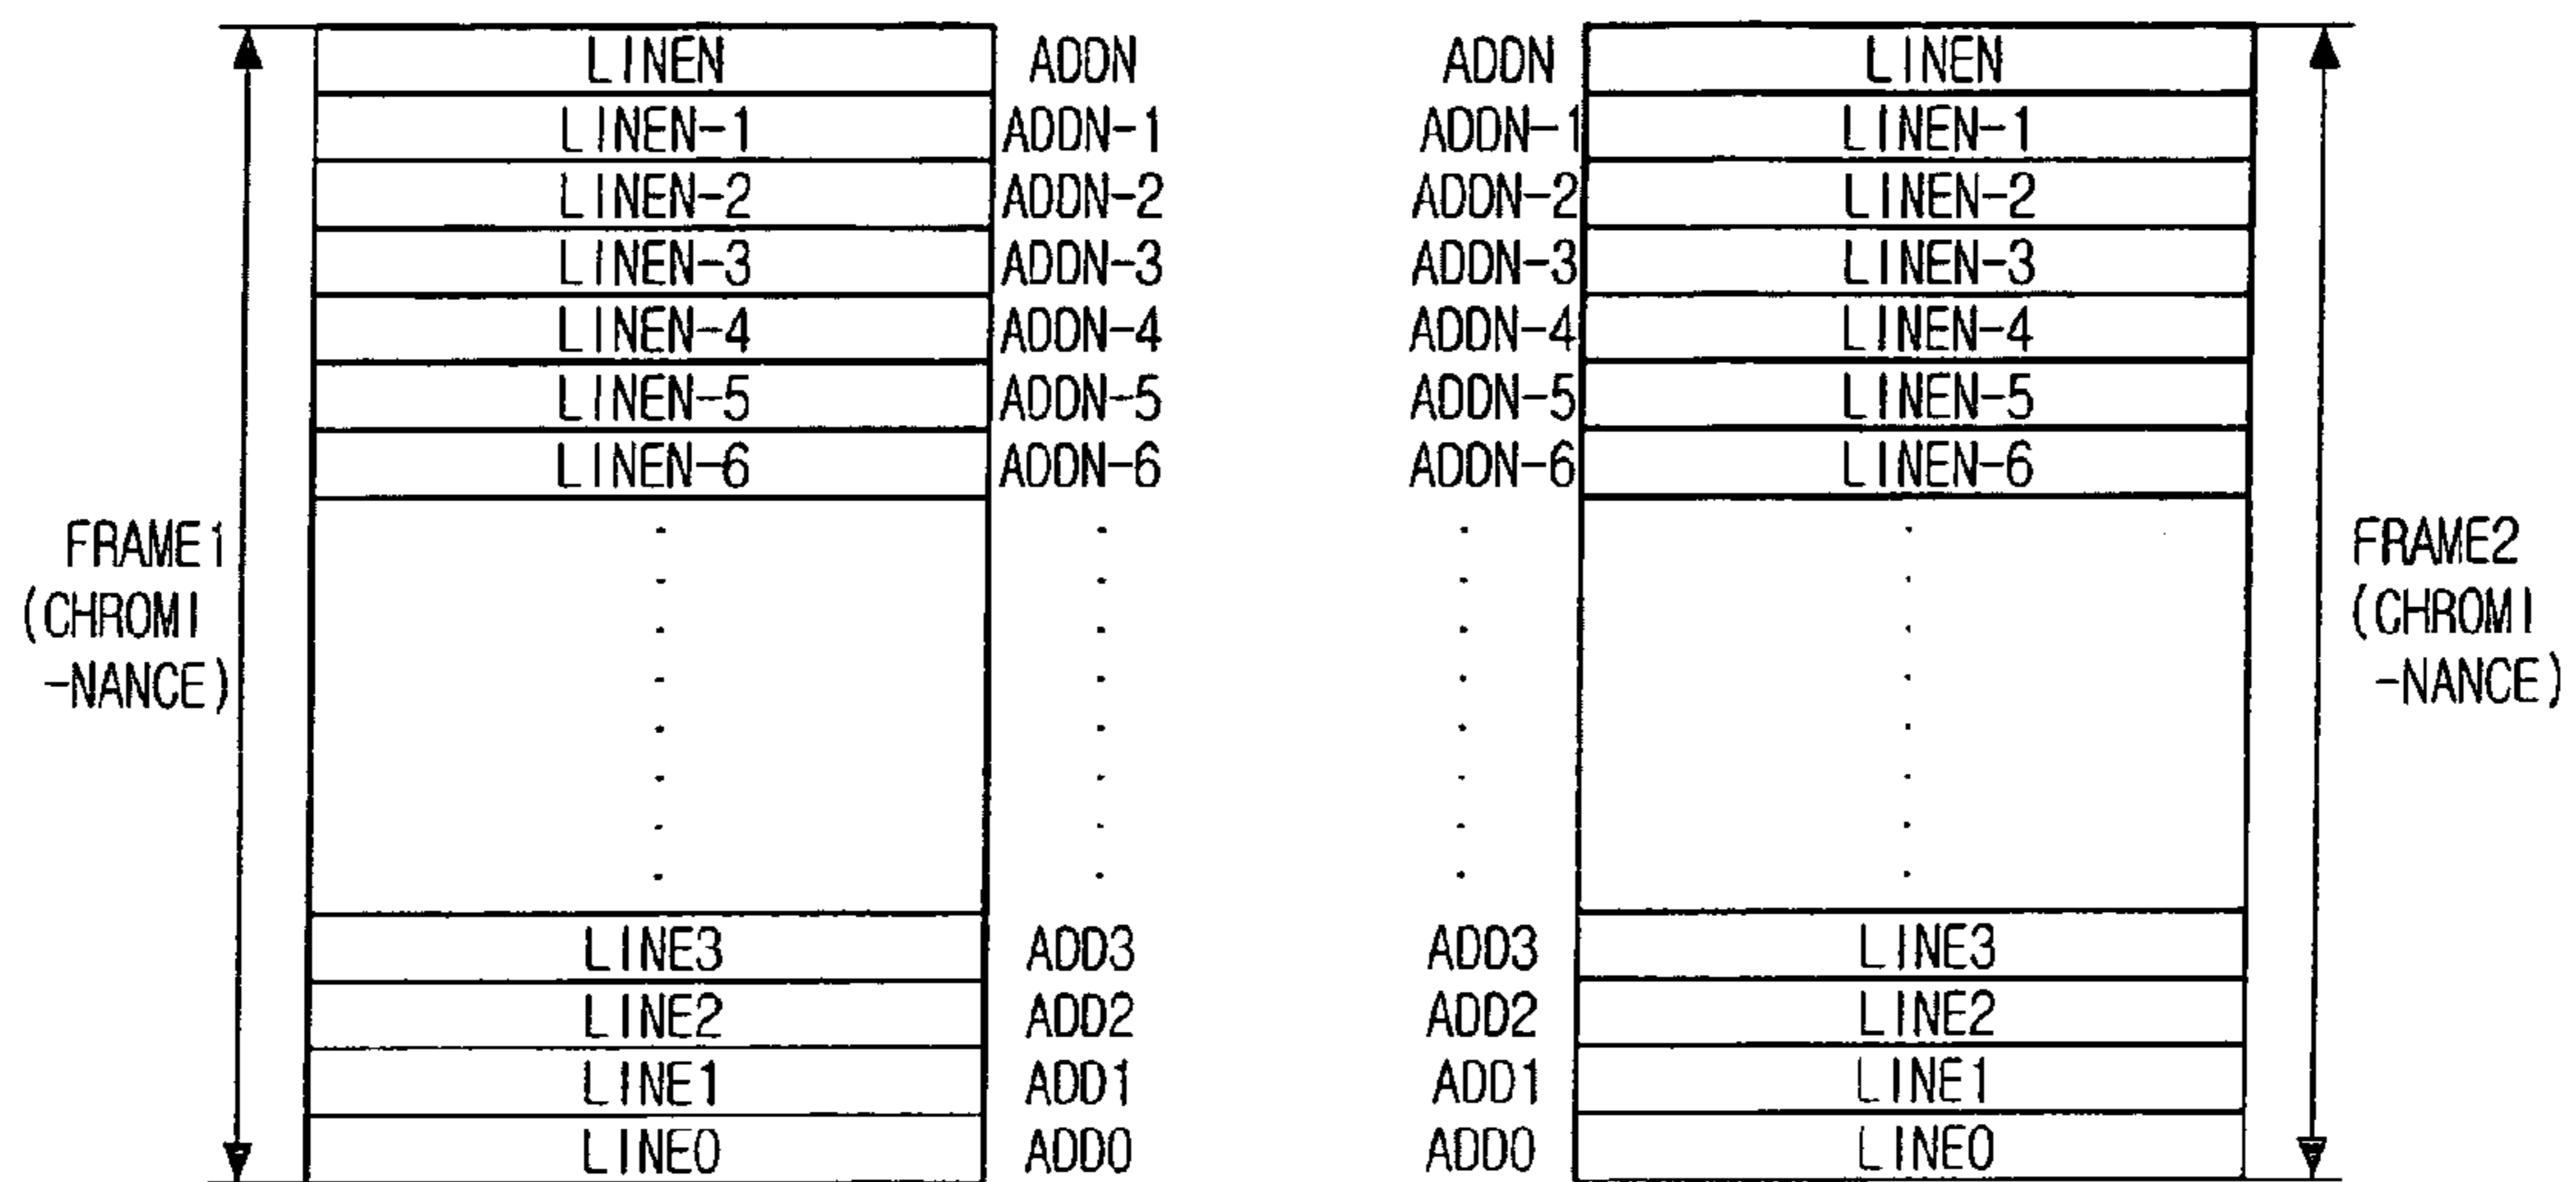 LINEN ADDN ADDN LINEN
LINEN-1 ADDN-1 ADDN-1 LINEN-1
LINEN-2 ADDN-2 ADDN-2 LINEN-2
LINEN-3 ADDN-3 ADDN-3 LINEN-3
LINEN-4 ADDN-4 ADDN-4 LINEN-4
LINEN-5 ADDN-5 ADDN-5 LINEN-5
LINEN-6 ADDN-6 ADDN-6 LINEN-6
FRAME1
(CHROMI
-NANCE)
FRAME2
(CHROMI
-NANCE)
LINE3 ADD3 ADD3 LINE3
LINE2 ADD2 ADD2 LINE2
LINE1 ADD1 ADD1 LINE1
LINE0 ADD0 ADD0 LINE0